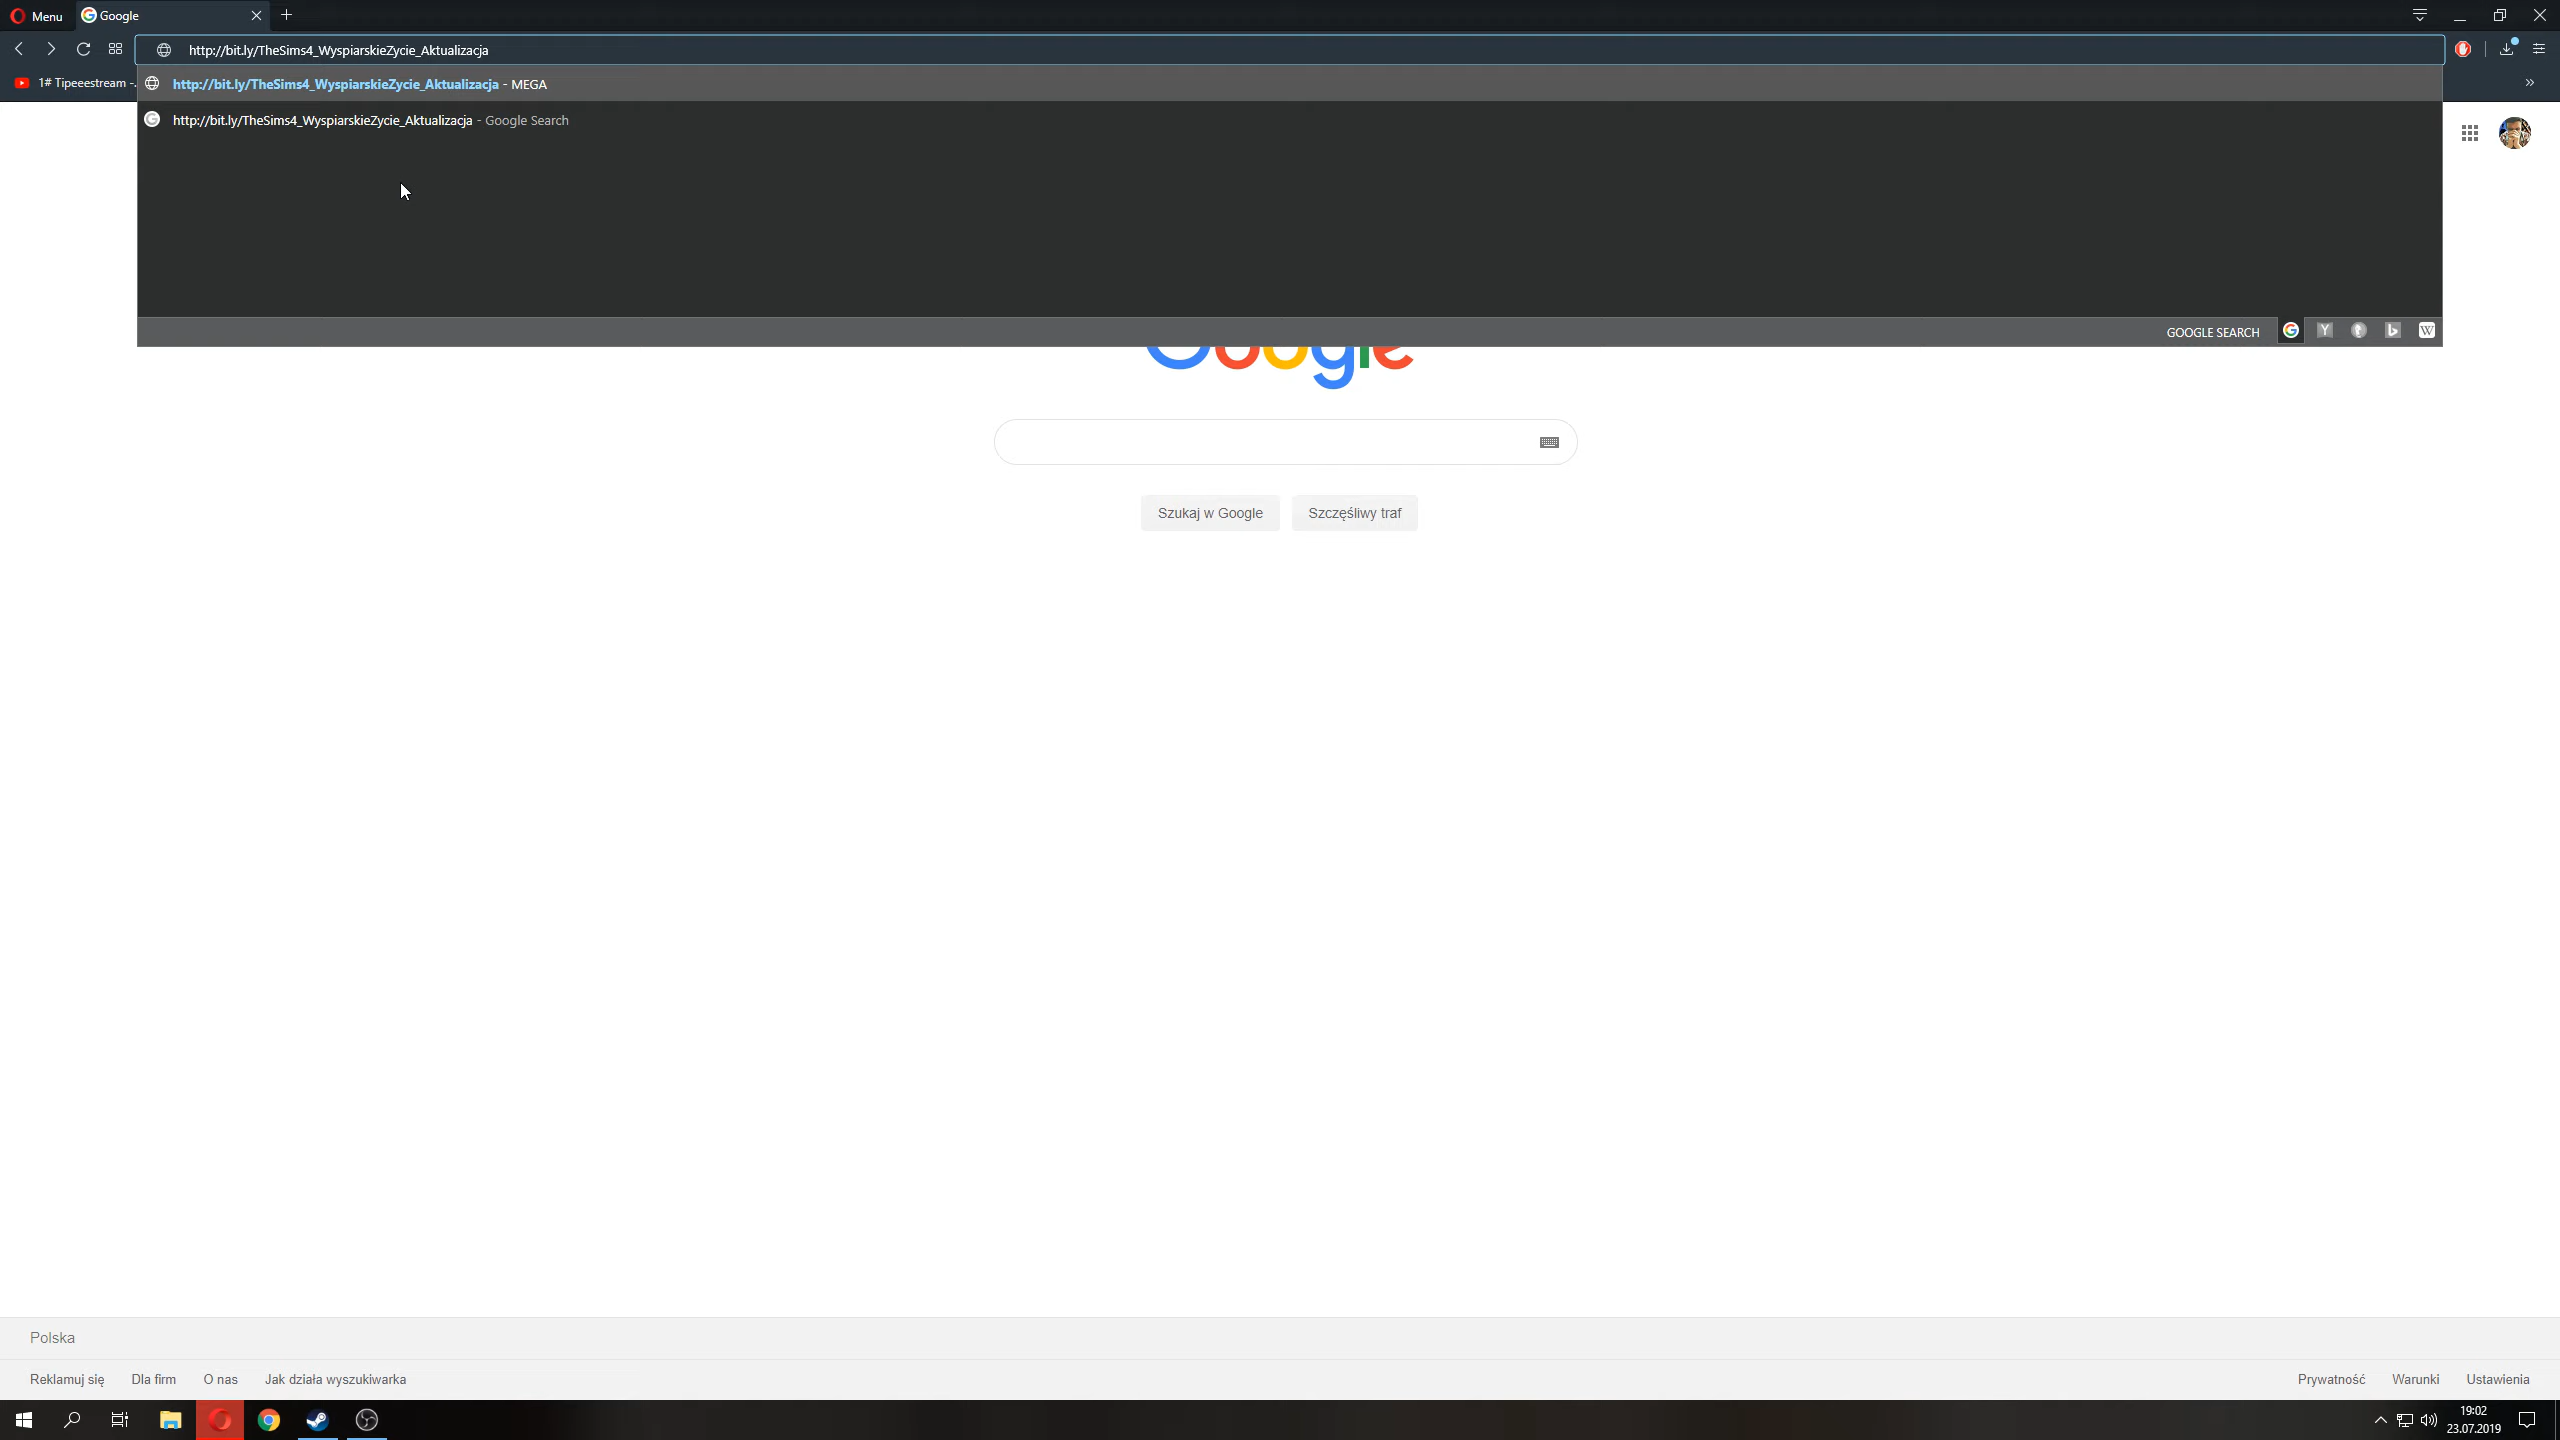 Menu
Google
http://bit.ly/TheSims4_WyspiarskieZycie_Aktualizacja
1# Tipeeestream -
http://bit.ly/TheSims4_WyspiarskieZycie_Aktualizacja - MEGA
http://bit.ly/TheSims4_WyspiarskieZycie_Aktualizacja - Google Search
GOOGLE SEARCH
Google
Szukaj w Google
Szczęśliwy traf
Polska
Reklamuj się
Dla firm
O nas
Jak działa wyszukiwarka
Prywatność
Warunki
Ustawienia
19:02
23.07.2019